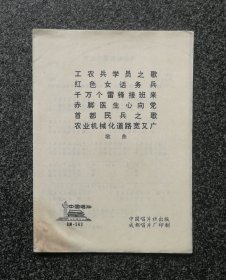 工农兵学员之歌
红色女话务兵
千万个雷锋接班来
赤脚医生心向党
首都民兵之歌
农业机械化道路宽又广
歌曲
中国唱片
中国唱片社出版
成都唱片厂印制